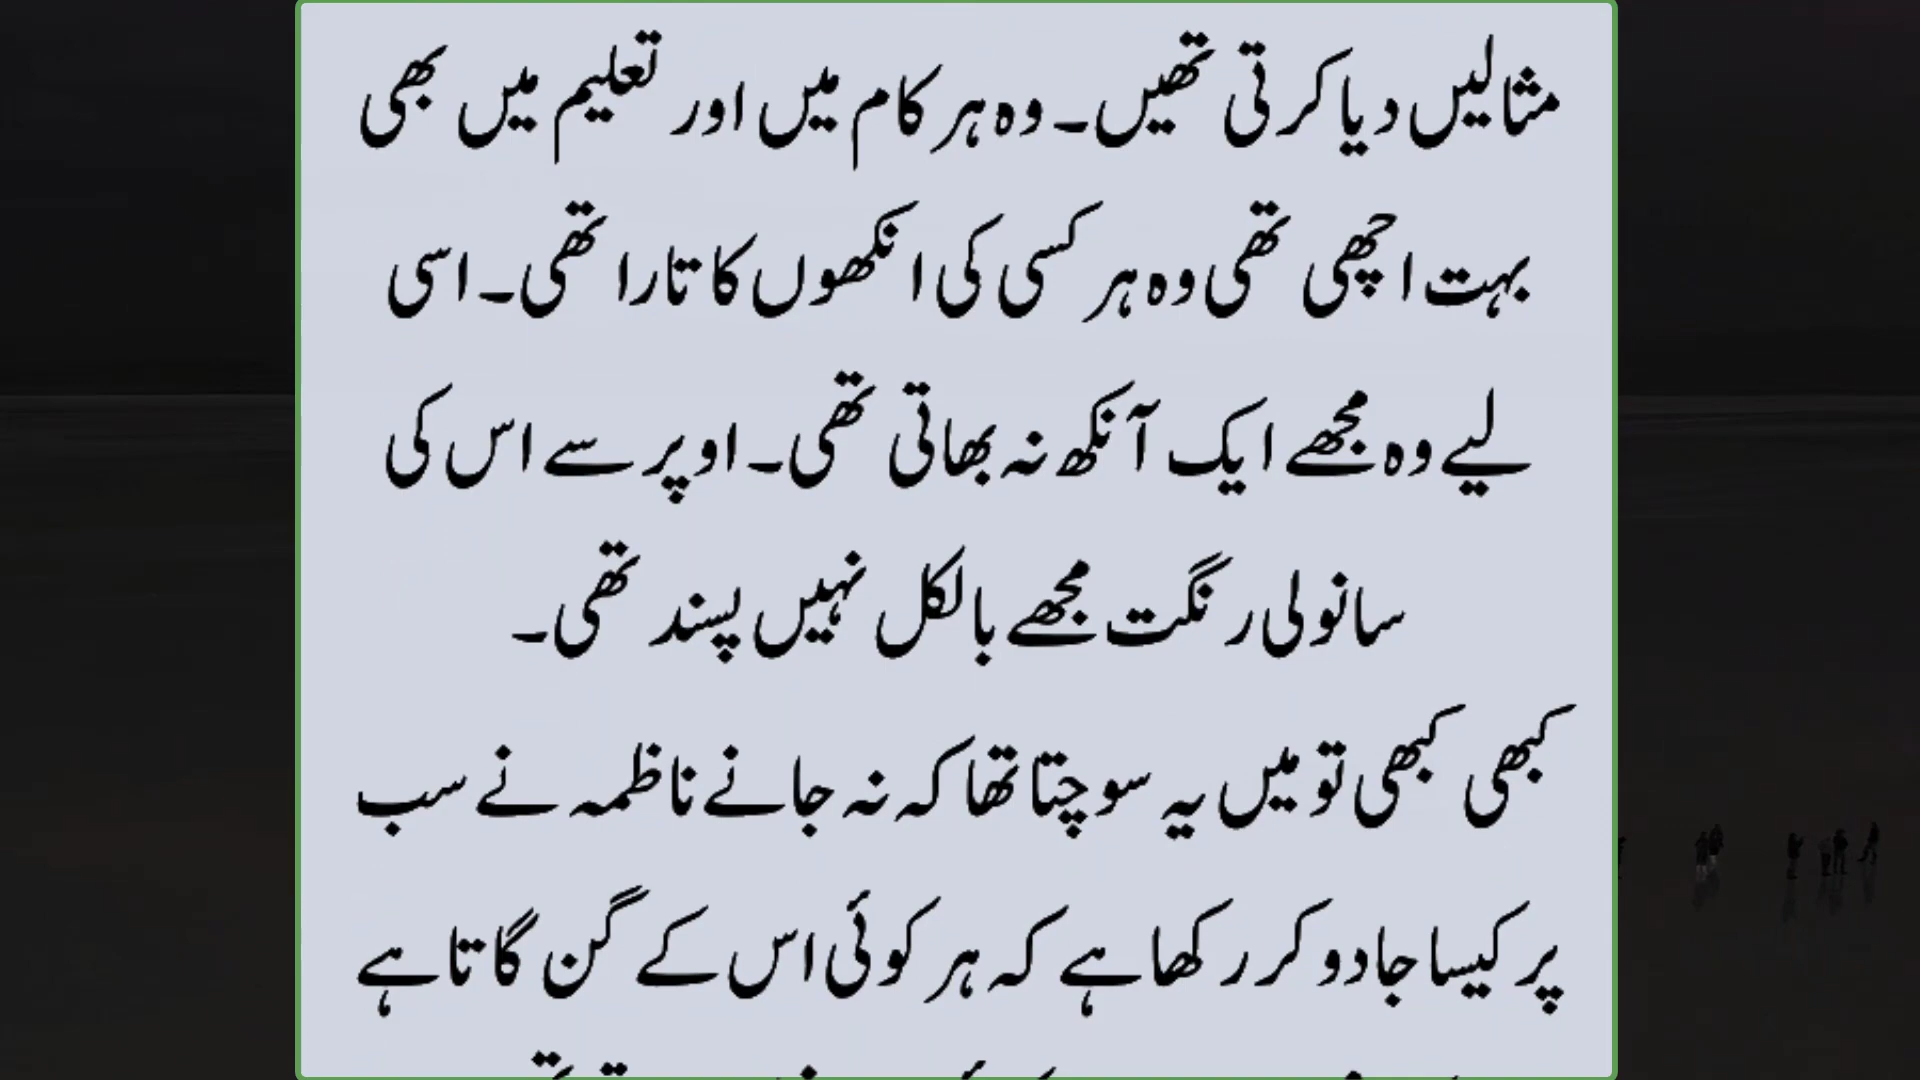 مثالیں دیا کرتی تھیں۔ وہ ہر کام میں اور تعلیم میں بھی
بہت اچھی تھی وہ ہر کسی کی انکھوں کا تارا تھی۔ اسی
لیے وہ مجھے ایک آنکھ نہ بھاتی تھی۔ اوپر سے اس کی
سانولی رنگت مجھے بالکل نہیں پسند تھی۔
کبھی کبھی تو میں یہ سوچتا تھا کہ نہ جانے ناظمہ نے سب
پر کیسا جادو کر رکھا ہے کہ ہر کوئی اس کے گن گاتا ہے